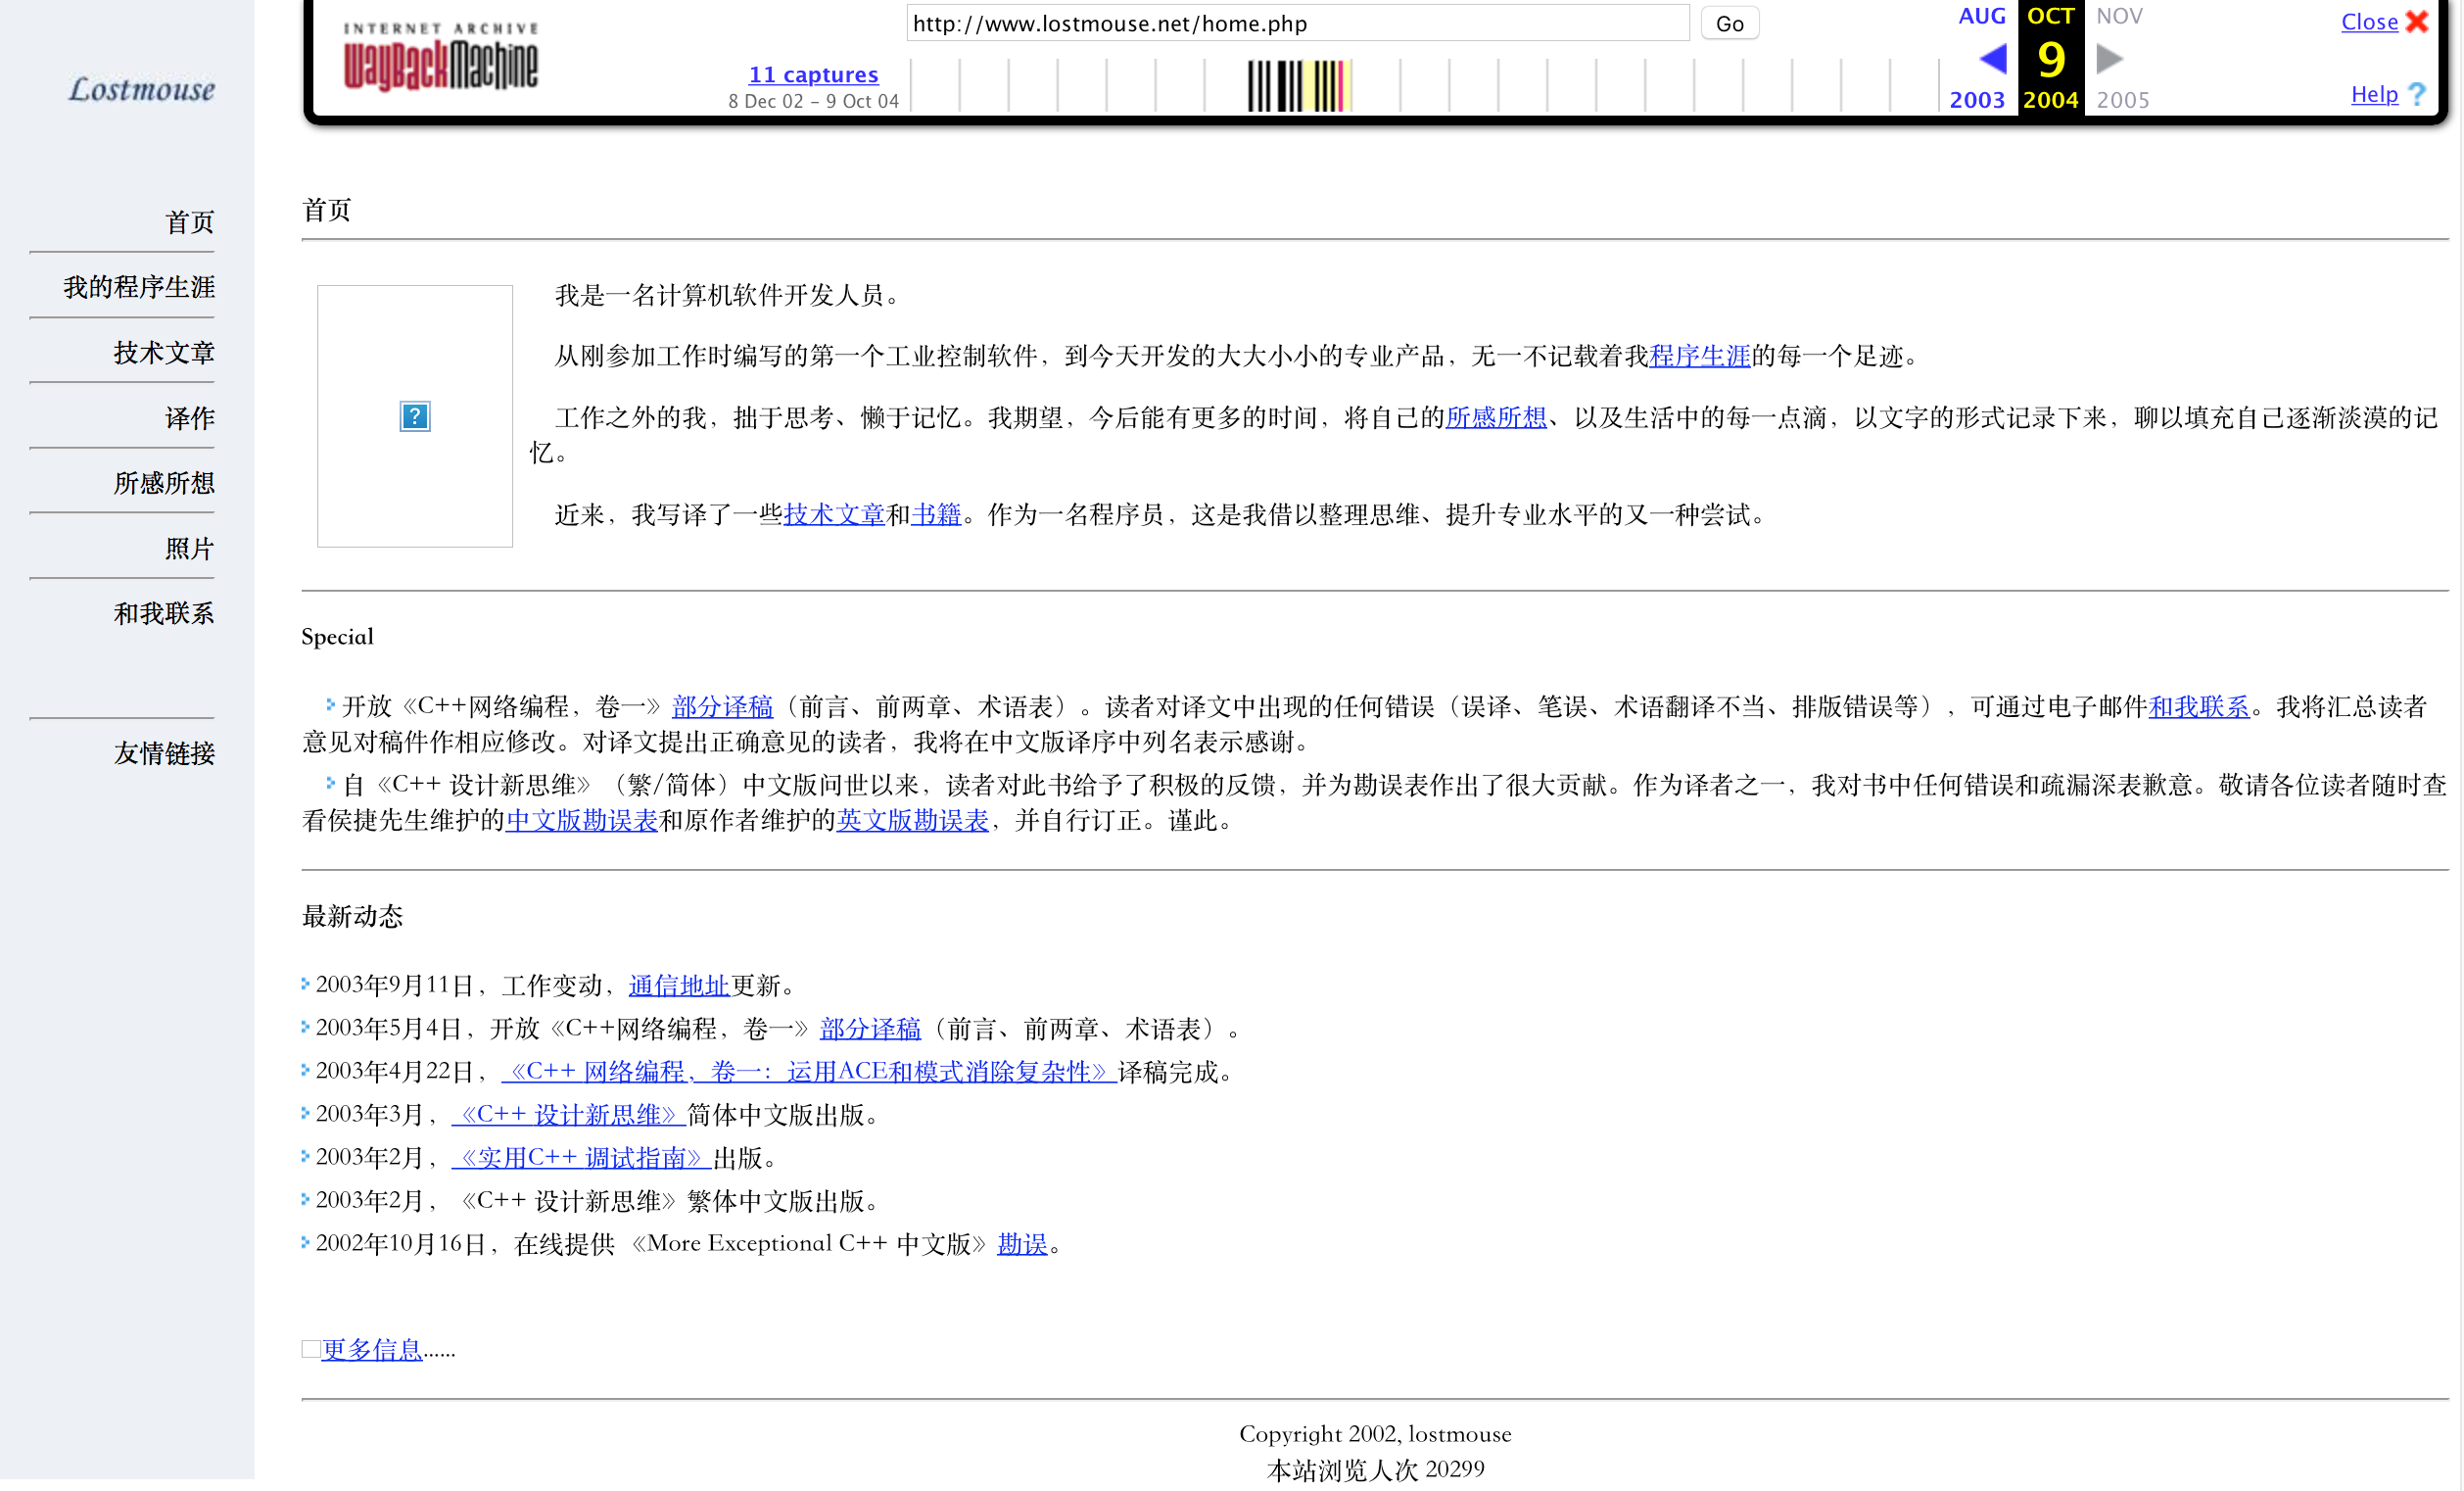 INTERNET ARCHIVE
WayBackMachine
http://www.lostmouse.net/home.php
Go
11 captures
8 Dec 02 – 9 Oct 04
AUG OCT NOV
9
2003 2004 2005
Close
Help ?
Lostmouse
首页
我的程序生涯
技术文章
译作
所感所想
照片
和我联系
友情链接
首页
我是一名计算机软件开发人员。
从刚参加工作时编写的第一个工业控制软件，到今天开发的大大小小的专业产品，无一不记载着我程序生涯的每一个足迹。
工作之外的我，拙于思考、懒于记忆。我期望，今后能有更多的时间，将自己的所感所想、以及生活中的每一点滴，以文字的形式记录下来，聊以填充自己逐渐淡漠的记
忆。
近来，我写译了一些技术文章和书籍。作为一名程序员，这是我借以整理思维、提升专业水平的又一种尝试。
Special
开放《C++网络编程，卷一》部分译稿（前言、前两章、术语表）。读者对译文中出现的任何错误（误译、笔误、术语翻译不当、排版错误等），可通过电子邮件和我联系。我将汇总读者
意见对稿件作相应修改。对译文提出正确意见的读者，我将在中文版译序中列名表示感谢。
自《C++ 设计新思维》（繁/简体）中文版问世以来，读者对此书给予了积极的反馈，并为勘误表作出了很大贡献。作为译者之一，我对书中任何错误和疏漏深表歉意。敬请各位读者随时查
看侯捷先生维护的中文版勘误表和原作者维护的英文版勘误表，并自行订正。谨此。
最新动态
2003年9月11日，工作变动，通信地址更新。
2003年5月4日，开放《C++网络编程，卷一》部分译稿（前言、前两章、术语表）。
2003年4月22日，《C++ 网络编程，卷一：运用ACE和模式消除复杂性》译稿完成。
2003年3月，《C++ 设计新思维》简体中文版出版。
2003年2月，《实用C++ 调试指南》出版。
2003年2月，《C++ 设计新思维》繁体中文版出版。
2002年10月16日，在线提供 《More Exceptional C++ 中文版》勘误。
更多信息......
Copyright 2002, lostmouse
本站浏览人次 20299